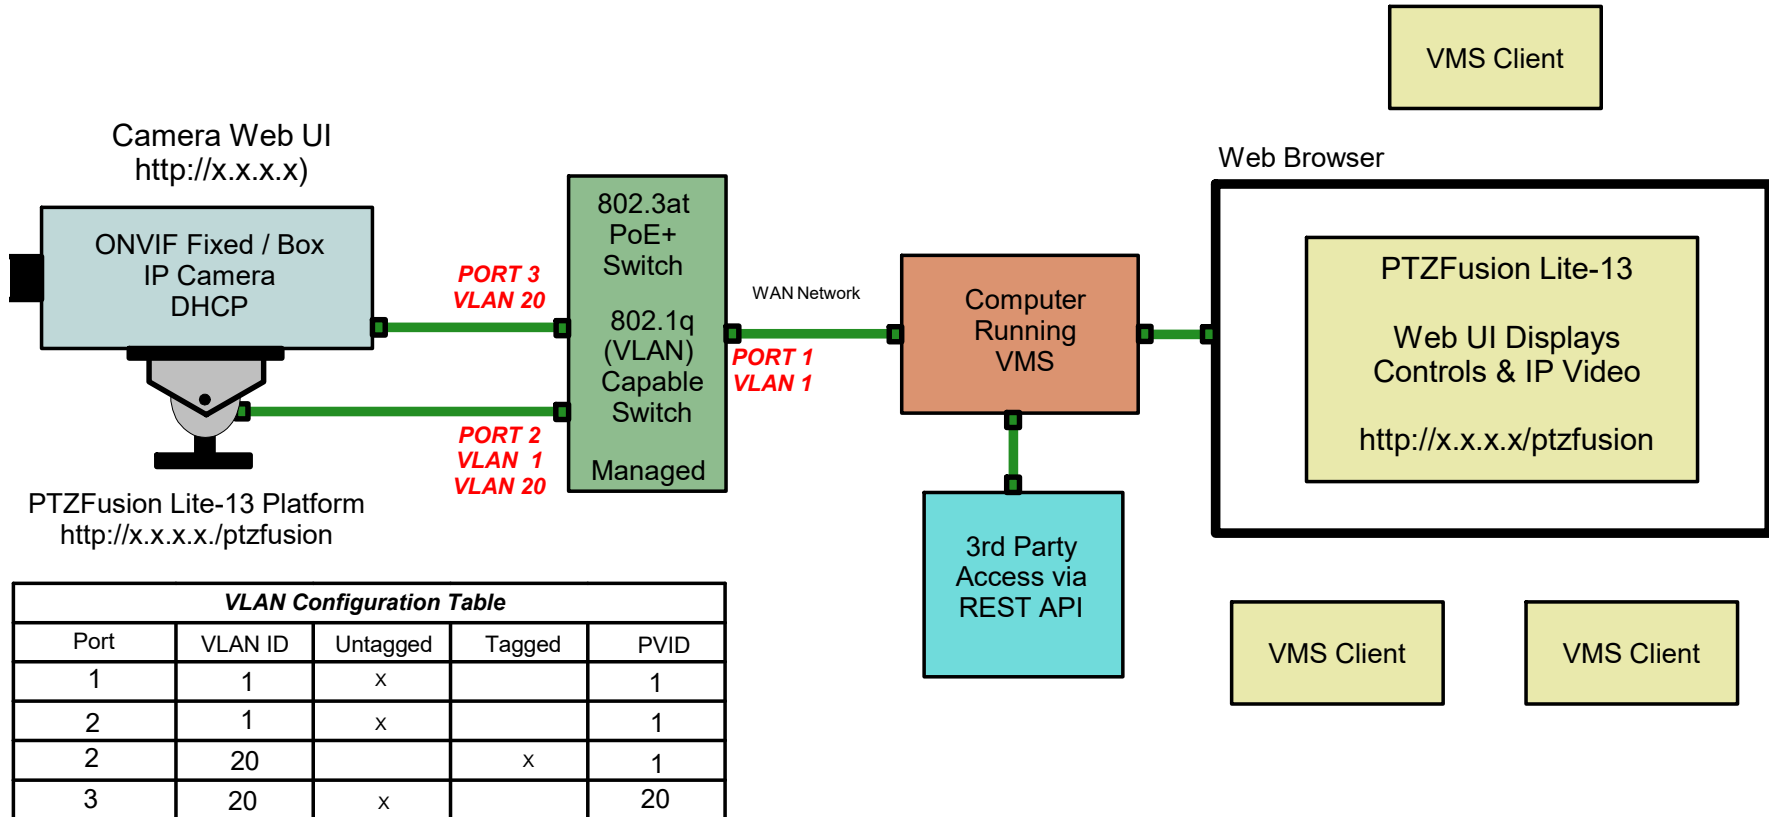 VMS Client
Camera Web UI
http://x.x.x.x)
Web Browser
ONVIF Fixed / Box
IP Camera
DHCP
PORT 3
VLAN 20
802.3at
PoE+
Switch
802.1q
(VLAN)
Capable
Switch
Managed
WAN Network
PORT 1
VLAN 1
Computer
Running
VMS
PTZFusion Lite-13
Web UI Displays
Controls & IP Video
http://x.x.x.x/ptzfusion
PORT 2
VLAN 1
VLAN 20
PTZFusion Lite-13 Platform
http://x.x.x.x./ptzfusion
3rd Party
Access via
REST API
VMS Client
VMS Client
VLAN Configuration Table
Port VLAN ID Untagged Tagged PVID
1 1 X 1
2 1 X 1
2 20 X 1
3 20 X 20